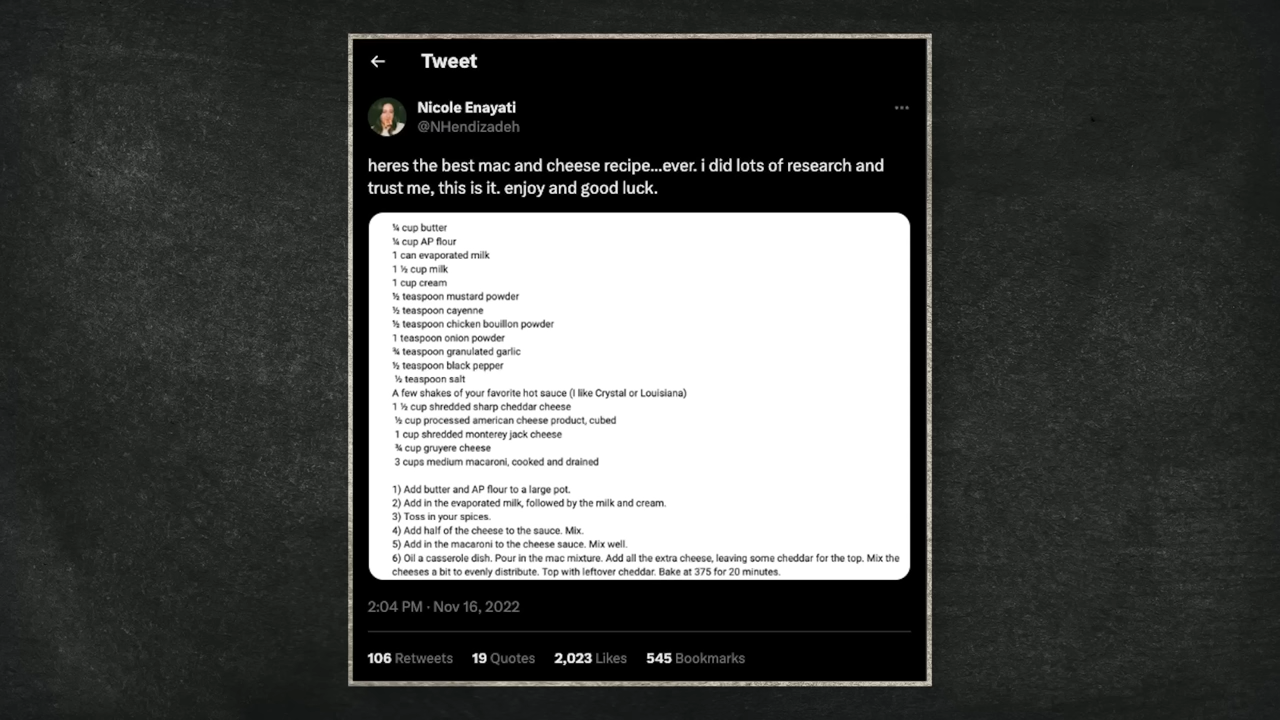 Tweet
Nicole Enayati
@NHendizadeh
heres the best mac and cheese recipe...ever. i did lots of research and
trust me, this is it. enjoy and good luck.
¼ cup butter
¼ cup AP flour
1 can evaporated milk
1 ½ cup milk
1 cup cream
½ teaspoon mustard powder
½ teaspoon cayenne
½ teaspoon chicken bouillon powder
1 teaspoon onion powder
¾ teaspoon granulated garlic
½ teaspoon black pepper
½ teaspoon salt
A few shakes of your favorite hot sauce (I like Crystal or Louisiana)
1 ½ cup shredded sharp cheddar cheese
½ cup processed american cheese product, cubed
1 cup shredded monterey jack cheese
¾ cup gruyere cheese
3 cups medium macaroni, cooked and drained
1) Add butter and AP flour to a large pot.
2) Add in the evaporated milk, followed by the milk and cream.
3) Toss in your spices.
4) Add half of the cheese to the sauce. Mix.
5) Add in the macaroni to the cheese sauce. Mix well.
6) Oil a casserole dish. Pour in the mac mixture. Add all the extra cheese, leaving some cheddar for the top. Mix the
cheeses a bit to evenly distribute. Top with leftover cheddar. Bake at 375 for 20 minutes.
2:04 PM · Nov 16, 2022
106 Retweets 19 Quotes 2,023 Likes 545 Bookmarks